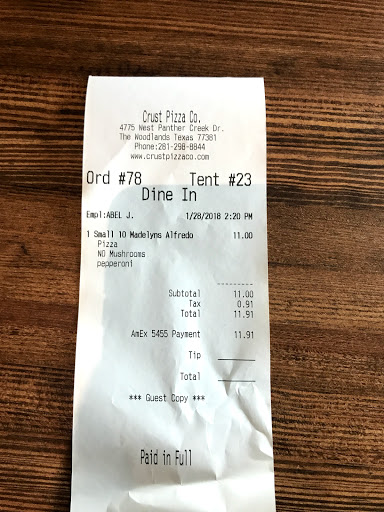 Crust Pizza Co.
4775 West Panther Creek Dr.
The Woodlands Texas 77381
Phone:281-298-8844
www.crustpizzaco.com
Ord #78 Tent #23
Dine In
Empl:ABEL J. 1/28/2018 2:20 PM
1 Small 10 Madelyns Alfredo 11.00
Pizza
NO Mushrooms
pepperoni
Subtotal 11.00
Tax 0.91
Total 11.91
AmEx 5455 Payment 11.91
Tip
Total
*** Guest Copy ***
Paid in Full